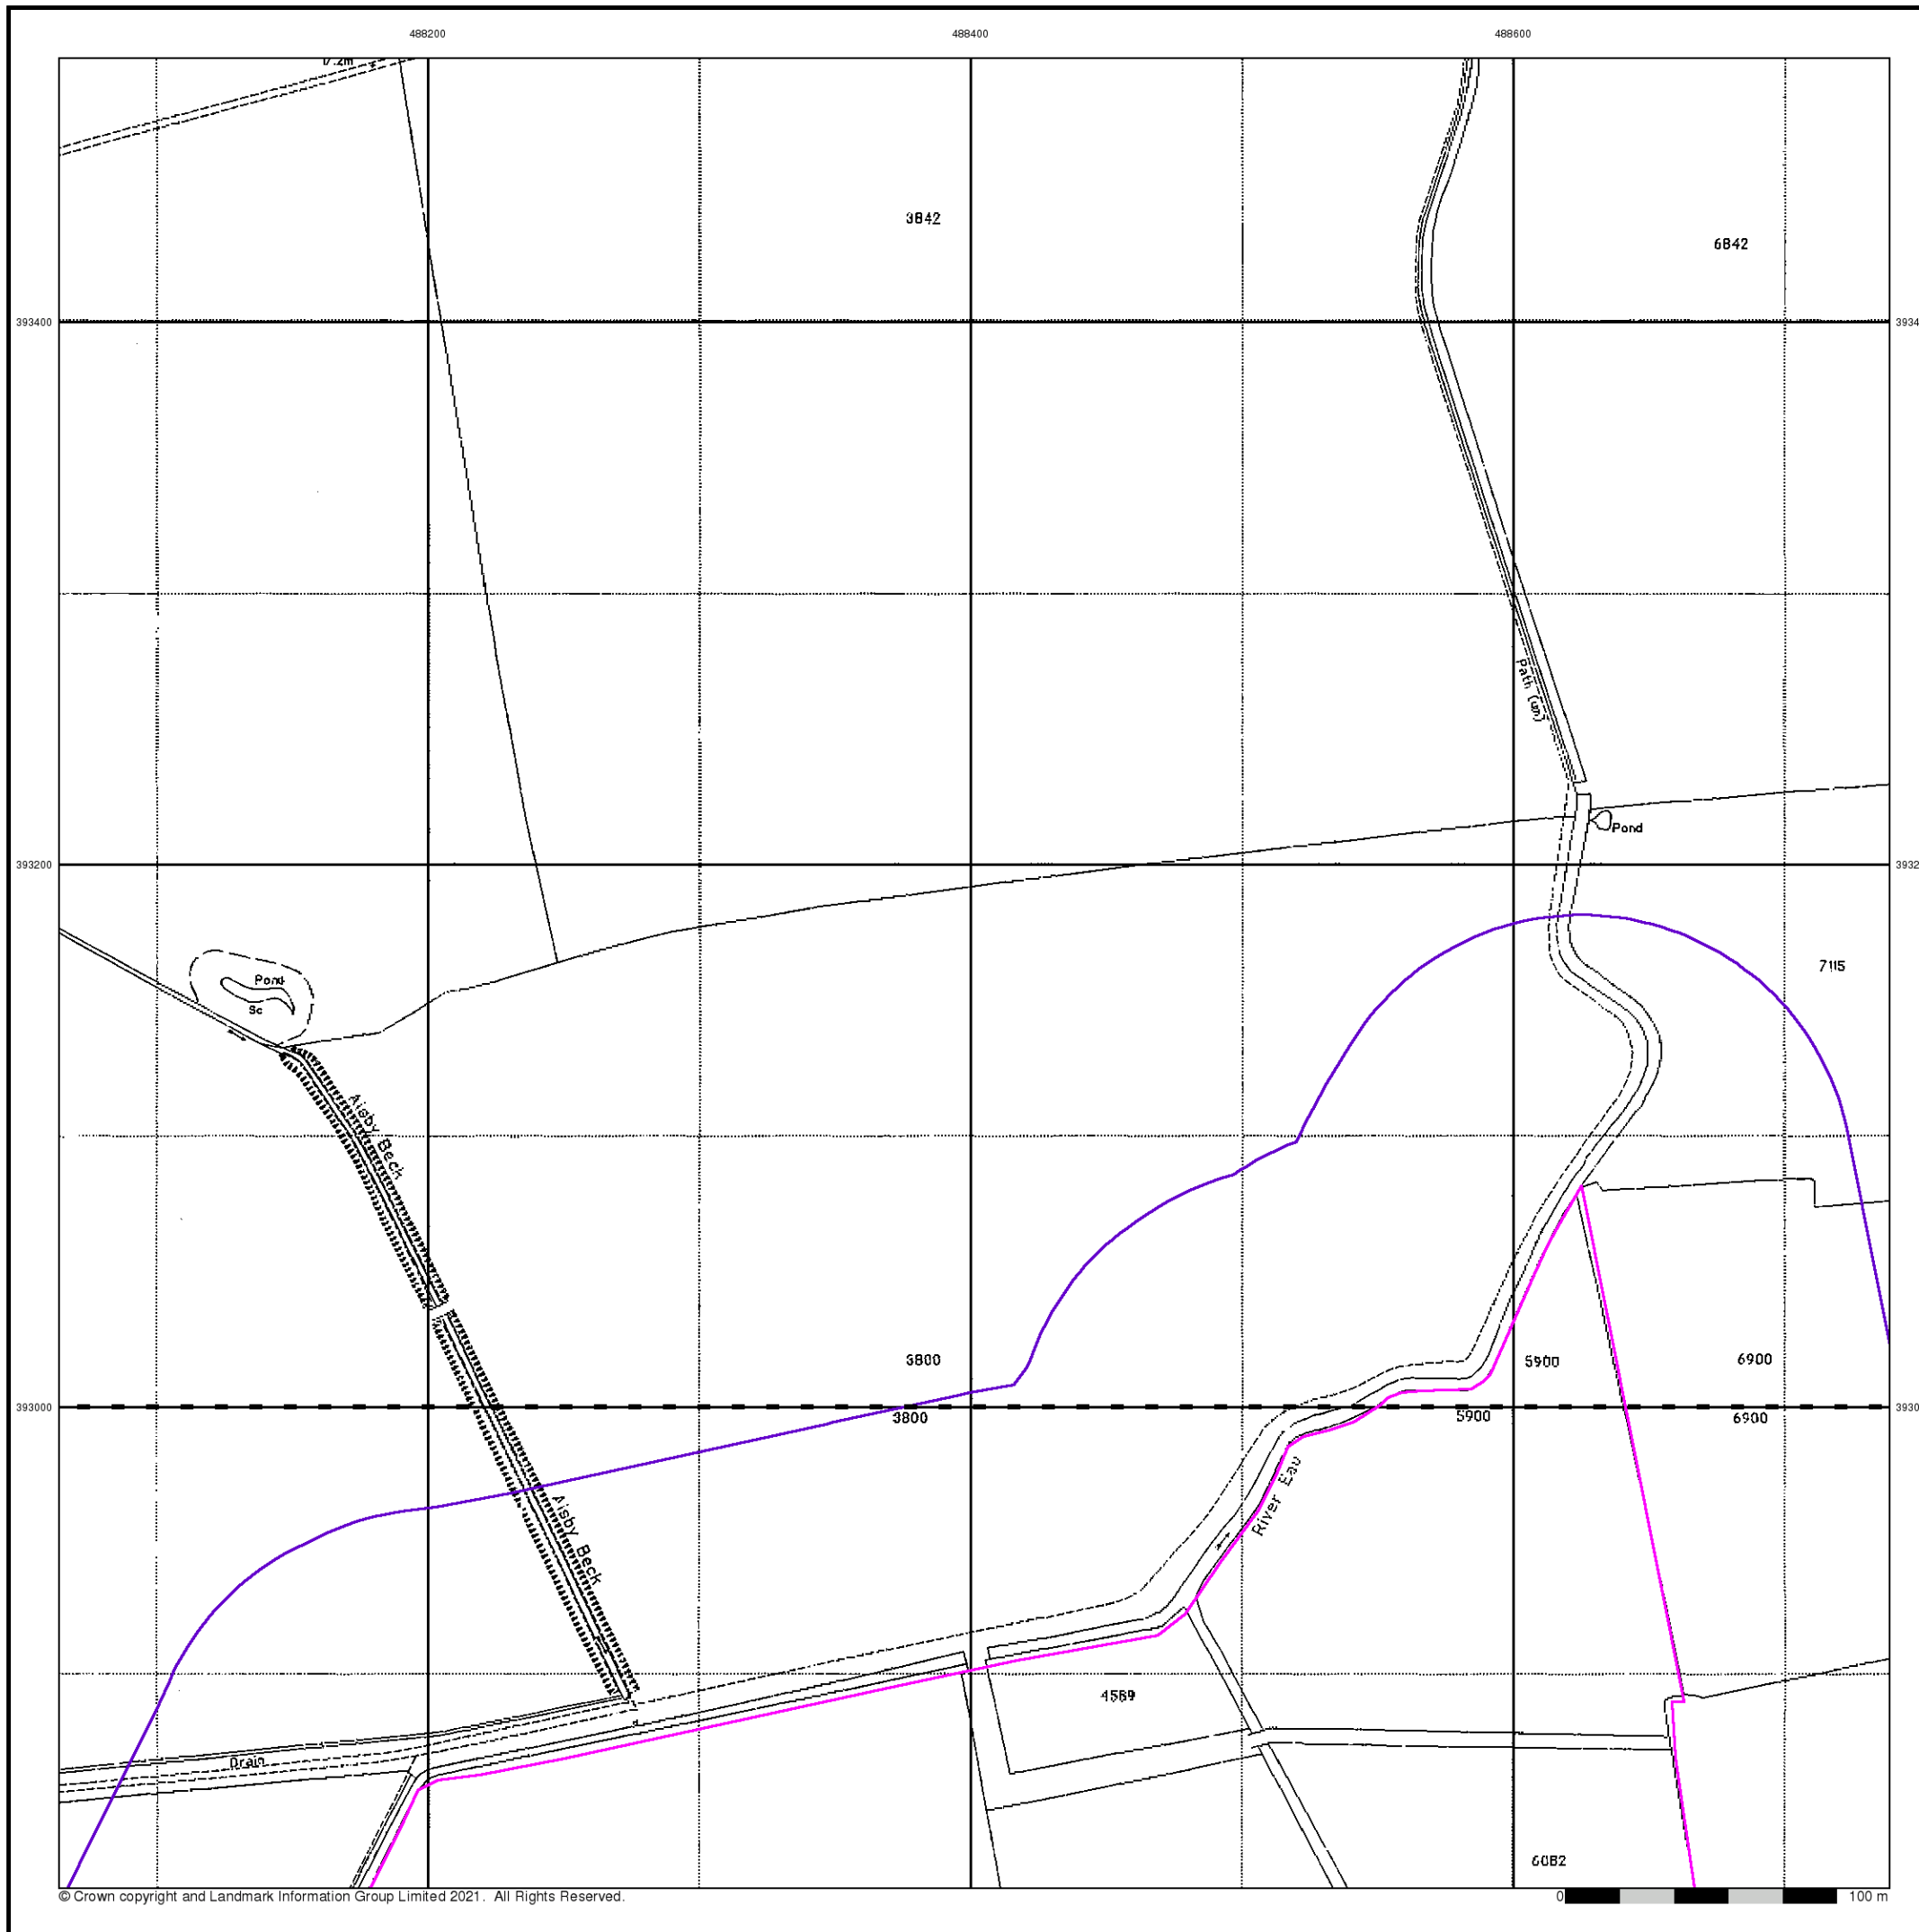 488200 488400 488600
17.2m
3842
6842
393400
Path (um)
Pond
393200
7115
Pond
Sc
Aisby Beck
3800
5900
6900
393000
3800
5900
6900
River Eau
Aisby Beck
4589
Drain
6082
© Crown copyright and Landmark Information Group Limited 2021. All Rights Reserved.
0 100 m